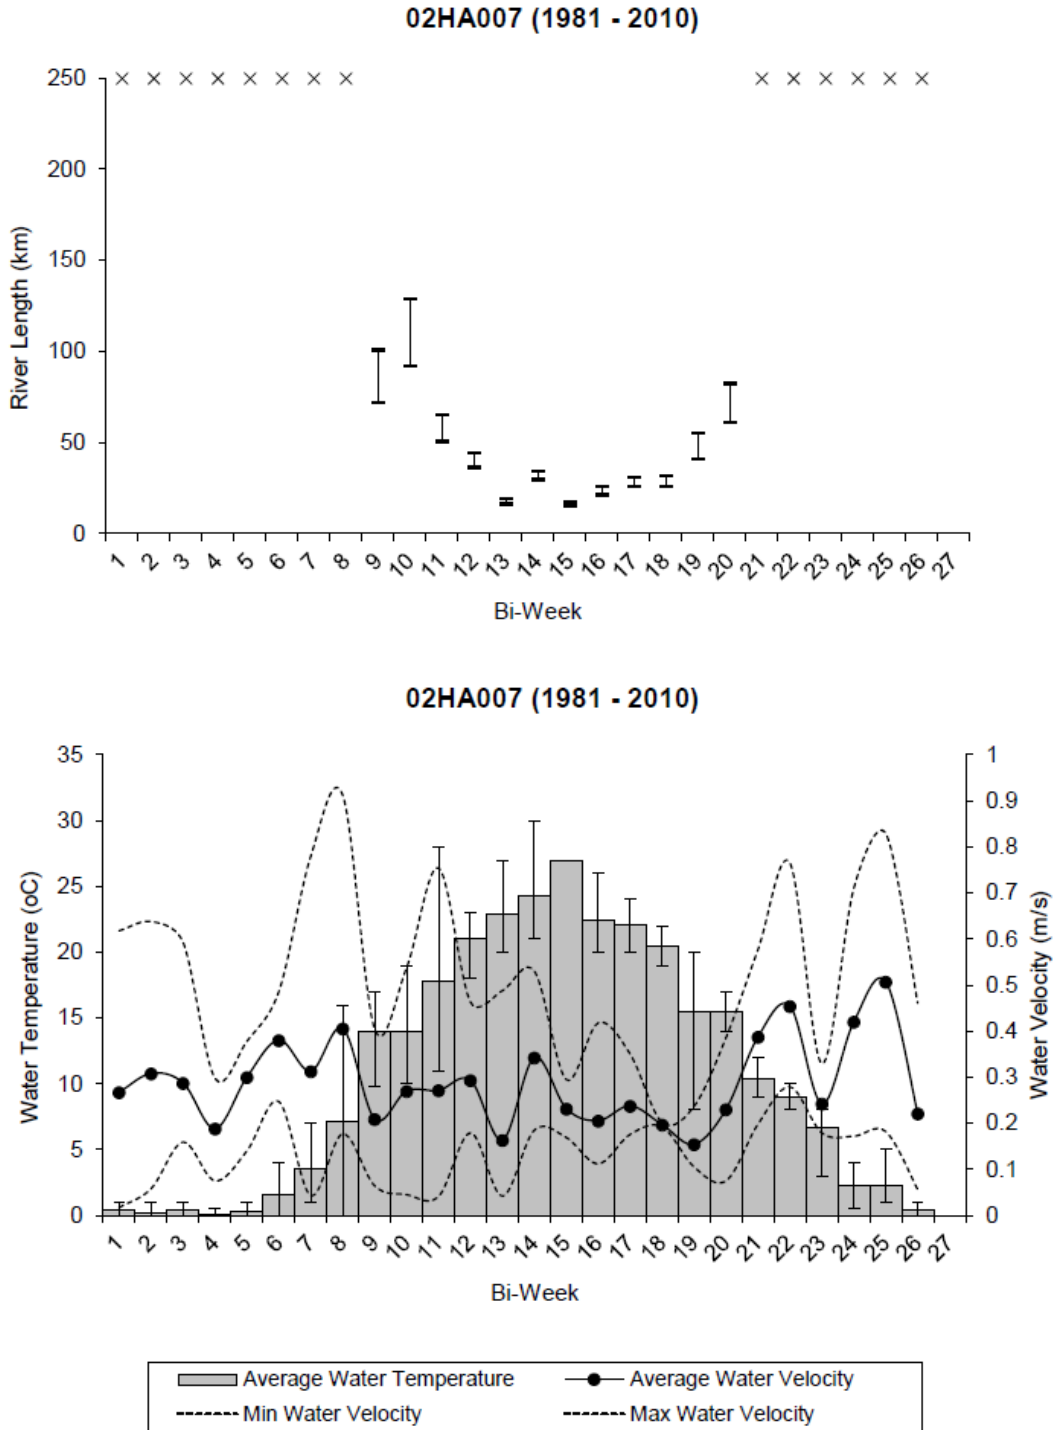 02HA007 (1981 - 2010)
250
200
150
100
50
0
River Length (km)
1 2 3 4 5 6 7 8 9 10 11 12 13 14 15 16 17 18 19 20 21 22 23 24 25 26 27
Bi-Week
02HA007 (1981 - 2010)
35
30
25
20
15
10
5
0
Water Temperature (oC)
1
0.9
0.8
0.7
0.6
0.5
0.4
0.3
0.2
0.1
0
Water Velocity (m/s)
1 2 3 4 5 6 7 8 9 10 11 12 13 14 15 16 17 18 19 20 21 22 23 24 25 26 27
Bi-Week
Average Water Temperature Average Water Velocity
Min Water Velocity Max Water Velocity